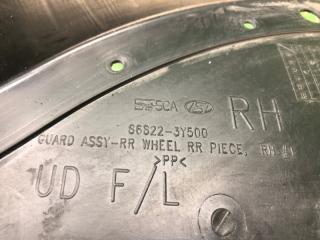 RH
86822-3Y500
GUARD ASSY-RR WHEEL RR PIECE, RH
>PP<
UD F/L